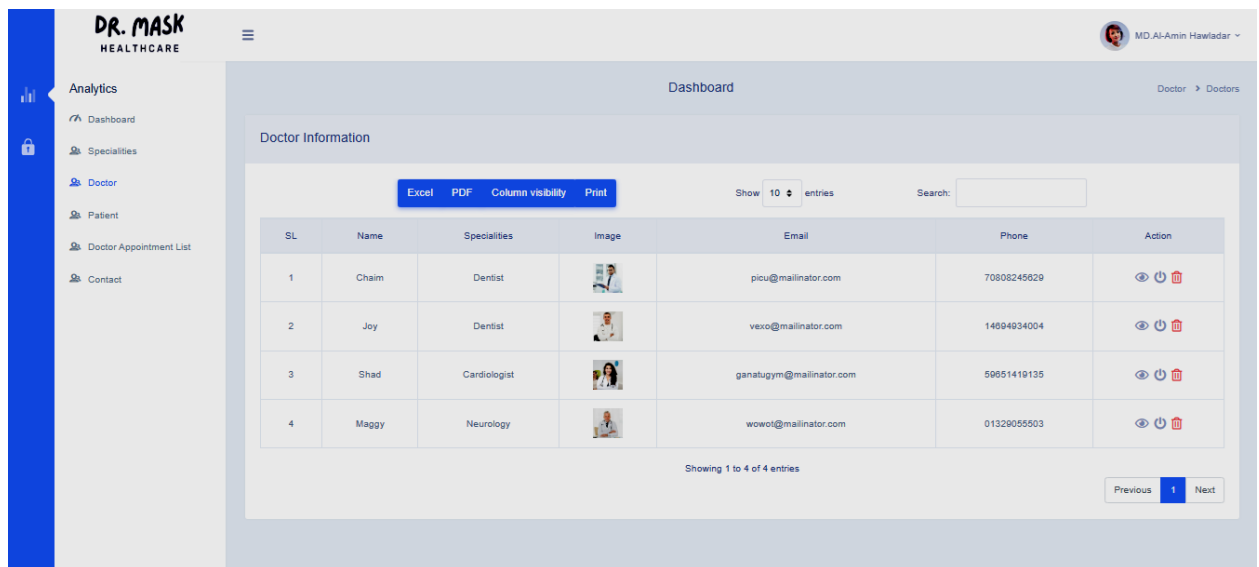 DR. MASK
HEALTHCARE
MD.Al-Amin Hawladar
Analytics
Dashboard
Specialities
Doctor
Patient
Doctor Appointment List
Contact
Dashboard
Doctor > Doctors
Doctor Information
Excel PDF Column visibility Print
Show 10 entries
Search:
SL Name Specialities Image Email Phone Action
1 Chaim Dentist picu@mailinator.com 70808245629
2 Joy Dentist vexo@mailinator.com 14694934004
3 Shad Cardiologist ganatugym@mailinator.com 59651419135
4 Maggy Neurology wowot@mailinator.com 01329055503
Showing 1 to 4 of 4 entries
Previous 1 Next